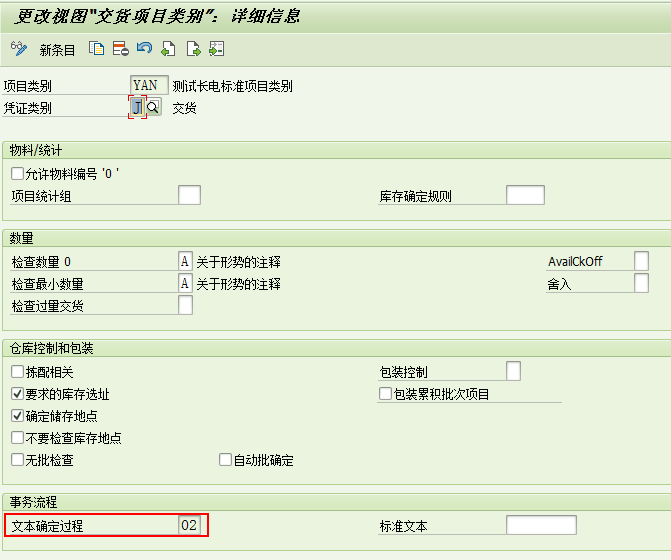 更改视图"交货项目类别"： 详细信息
新条目
项目类别 YAN 测试长电标准项目类别
凭证类别 J 交货
物料/统计
允许物料编号 '0 '
项目统计组 库存确定规则
数量
检查数量 0 A 关于形势的注释 AvailCkOff
检查最小数量 A 关于形势的注释 舍入
检查过量交货
仓库控制和包装
拣配相关 包装控制
要求的库存选址 包装累积批次项目
确定储存地点
不要检查库存地点
无批检查 自动批确定
事务流程
文本确定过程 02 标准文本